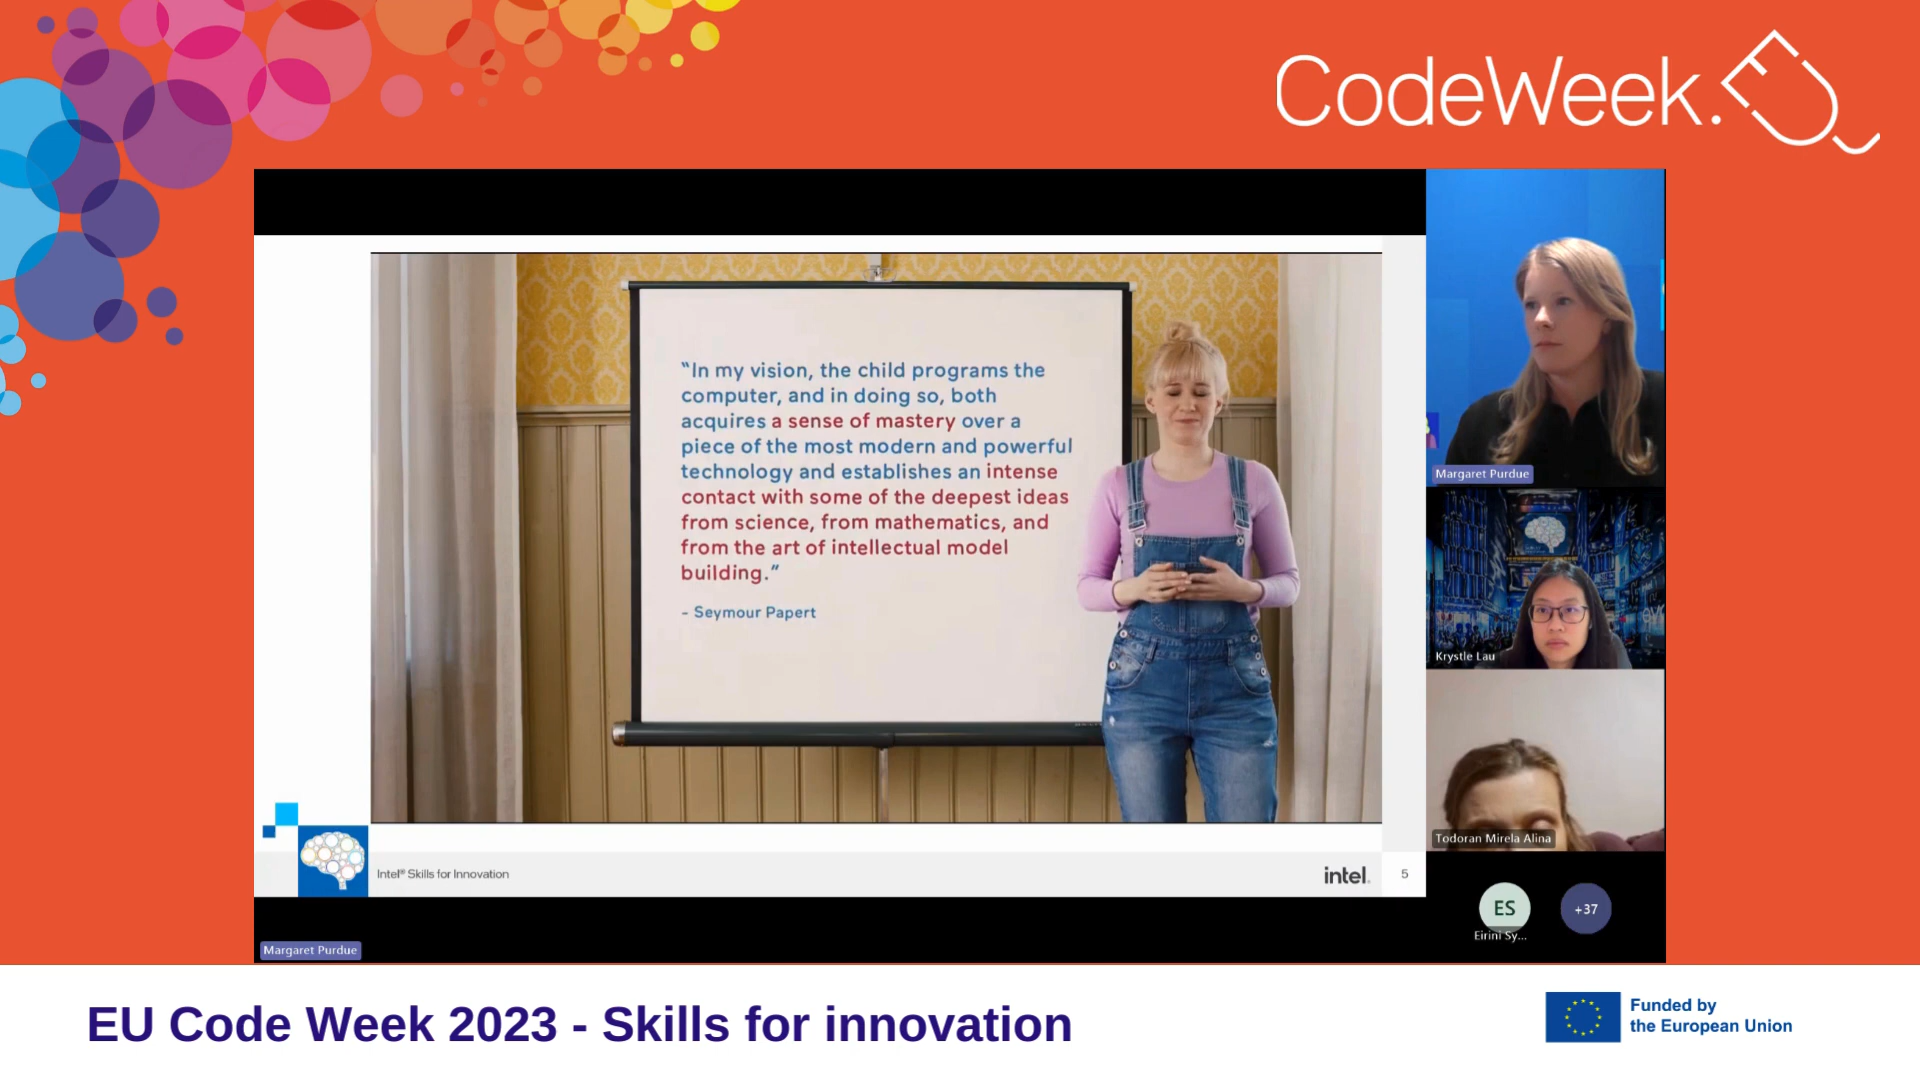 CodeWeek.EU
"In my vision, the child programs the
computer, and in doing so, both
acquires a sense of mastery over a
piece of the most modern and powerful
technology and establishes an intense
contact with some of the deepest ideas
from science, from mathematics, and
from the art of intellectual model
building."
- Seymour Papert
Intel® Skills for Innovation
intel.
5
Margaret Purdue
Margaret Purdue
Krystle Lau
Todoran Mirela Alina
ES
Eirini Sy...
+37
EU Code Week 2023 - Skills for innovation
Funded by
the European Union